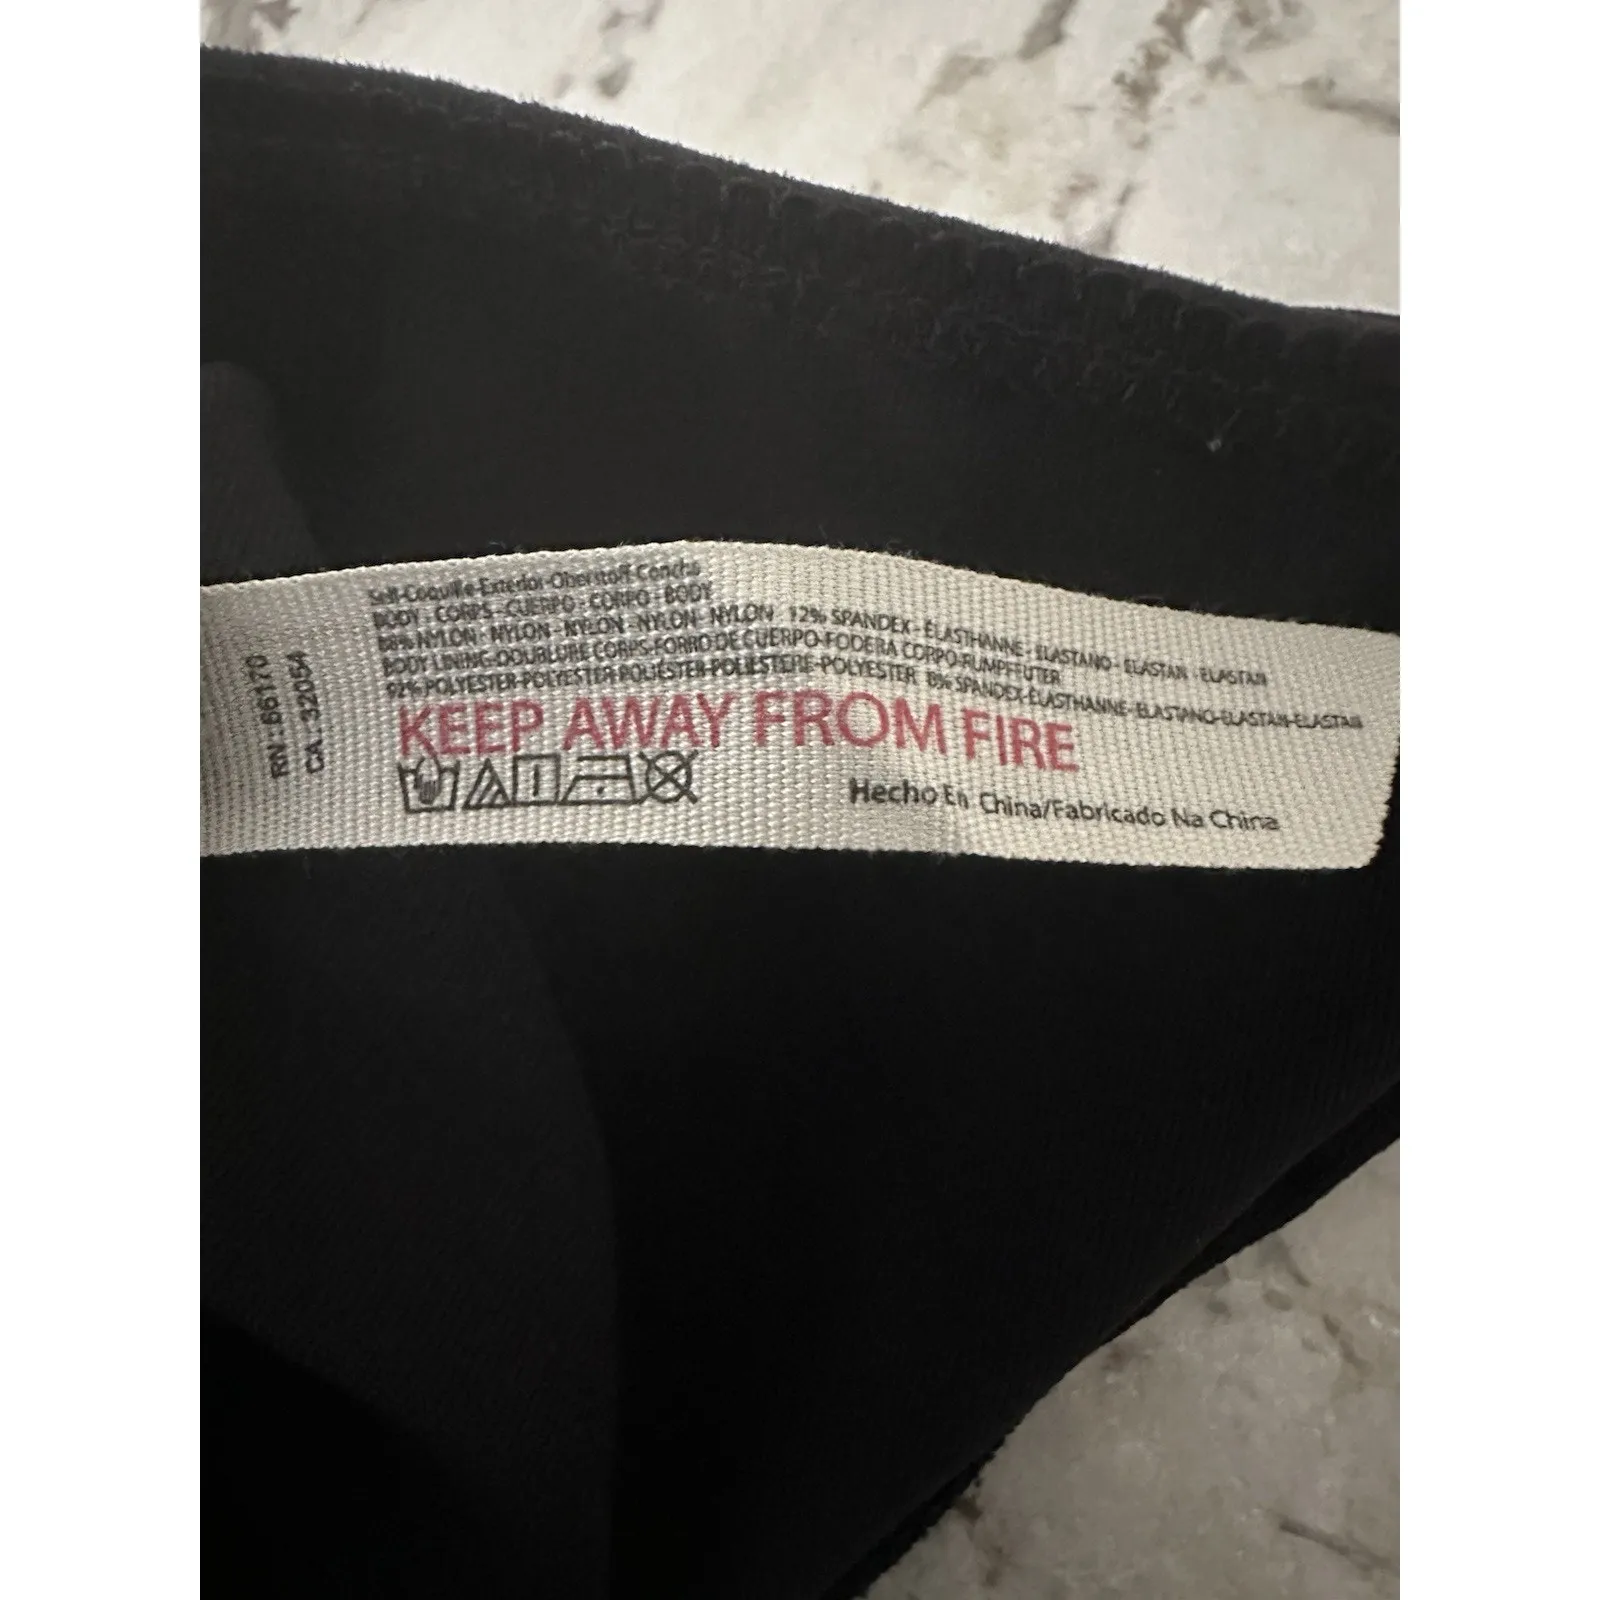 Self-Coquille-Exterior-Oberstoff-Concha
BODY - CORPS - CUERPO - CORPO - BODY
88% NYLON - NYLON - NYLON - NYLON - NYLON 12% SPANDEX - ÉLASTHANNE - ELASTANO - ELASTAN - ELASTAN
BODY LINING-DOUBLURE CORPS-FORRO DE CUERPO-FODERA CORPO-RUMPFFUTER
92% POLYESTER-POLYESTER-POLIÉSTER-POLIESTERE-POLYESTER 8% SPANDEX-ÉLASTHANNE-ELASTANO-ELASTAN-ELASTAN
KEEP AWAY FROM FIRE
Hecho En China/Fabricado Na China
RN:66170
CA:32054